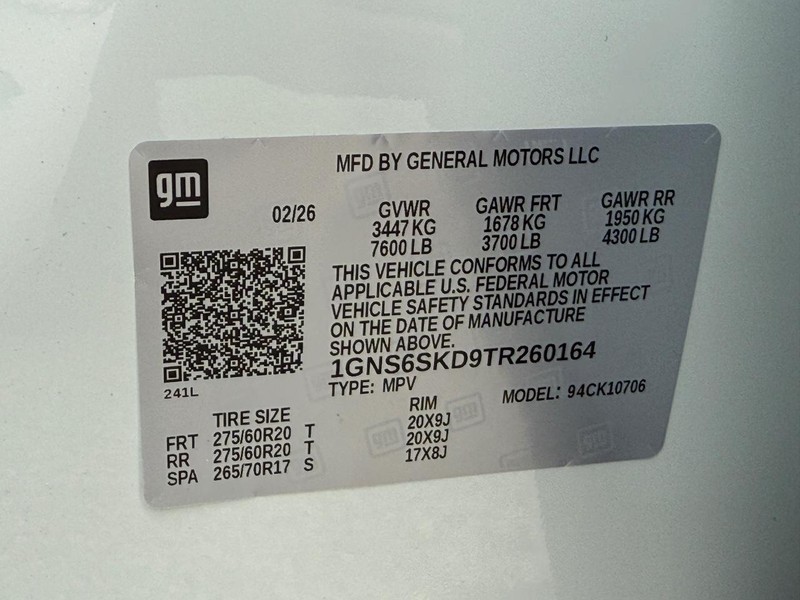 gm
MFD BY GENERAL MOTORS LLC
02/26
GVWR GAWR FRT GAWR RR
3447 KG 1678 KG 1950 KG
7600 LB 3700 LB 4300 LB
THIS VEHICLE CONFORMS TO ALL
APPLICABLE U.S. FEDERAL MOTOR
VEHICLE SAFETY STANDARDS IN EFFECT
ON THE DATE OF MANUFACTURE
SHOWN ABOVE.
1GNS6SKD9TR260164
TYPE: MPV MODEL: 94CK10706
241L
TIRE SIZE RIM
FRT 275/60R20 T 20X9J
RR 275/60R20 T 20X9J
SPA 265/70R17 S 17X8J